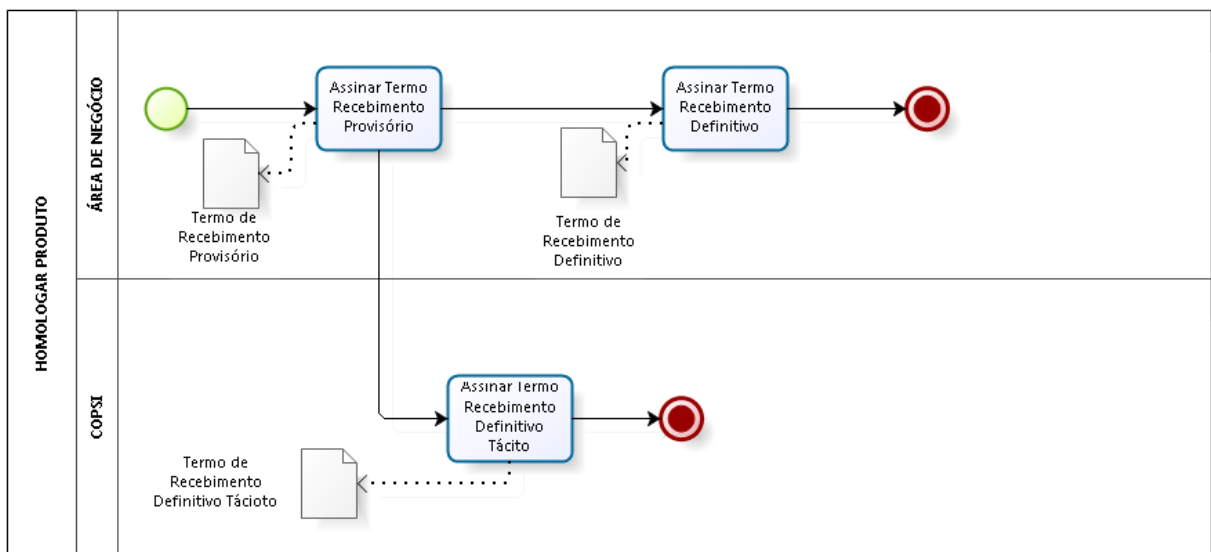 HOMOLOGAR PRODUTO
ÁREA DE NEGÓCIO
Assinar Termo
Recebimento
Provisório
Termo de
Recebimento
Provisório
Assinar Termo
Recebimento
Definitivo
Termo de
Recebimento
Definitivo
COPSI
Assinar Termo
Recebimento
Definitivo
Tácito
Termo de
Recebimento
Definitivo Tácioto